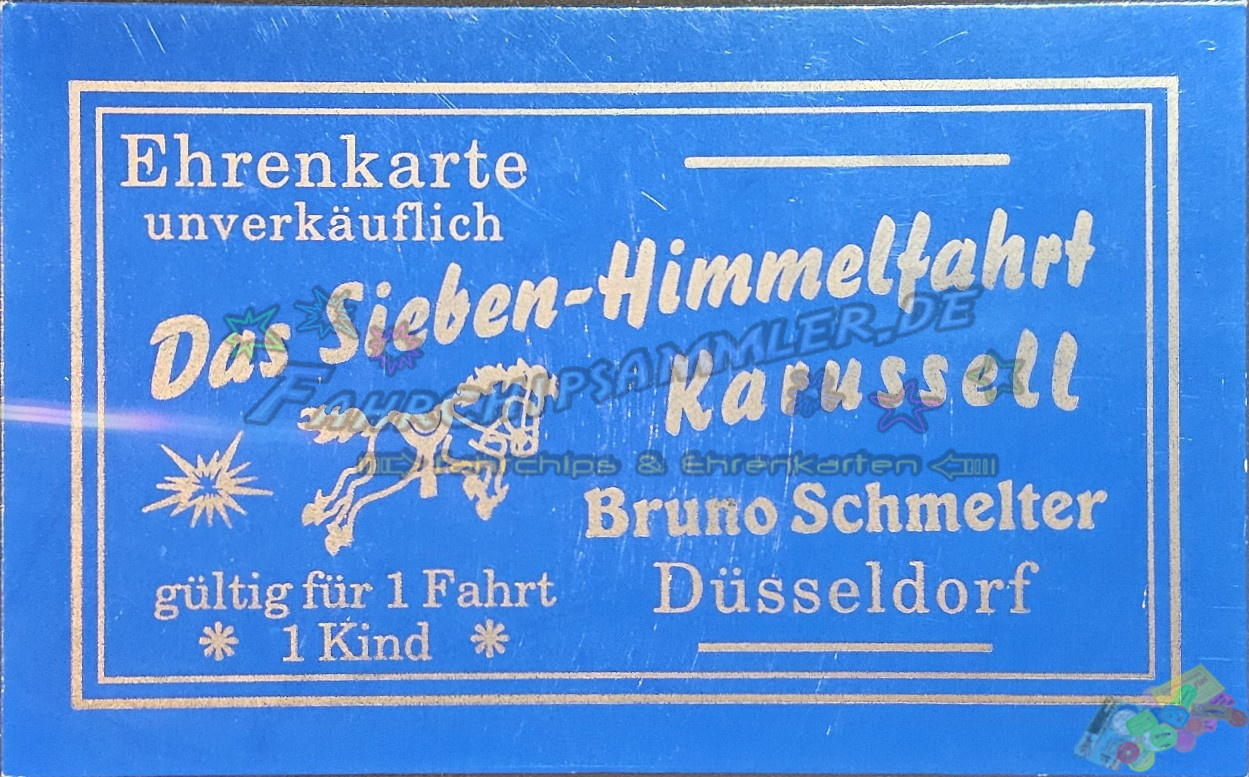 Ehrenkarte
unverkäuflich
Das Sieben-Himmelfahrt
Karussell
Bruno Schmelter
Düsseldorf
gültig für 1 Fahrt
1 Kind
Fahrchipsammler.de
Fahrchips & Ehrenkarten